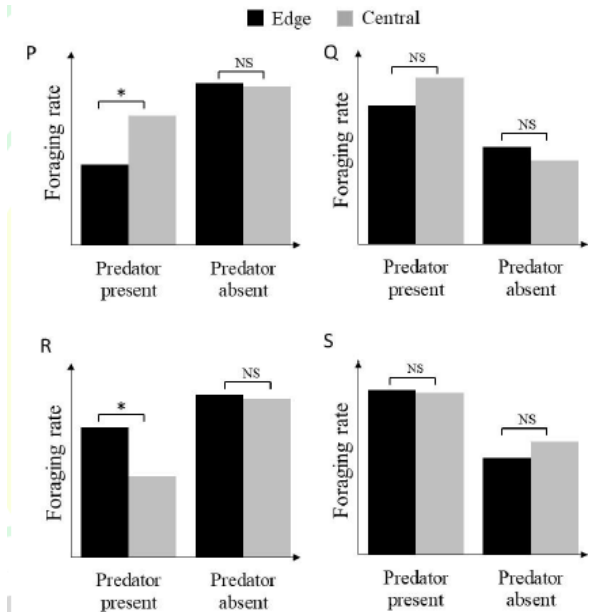 Edge Central
P
Foraging rate
*
NS
Predator present
Predator absent
Q
Foraging rate
NS
NS
Predator present
Predator absent
R
Foraging rate
*
NS
Predator present
Predator absent
S
Foraging rate
NS
NS
Predator present
Predator absent